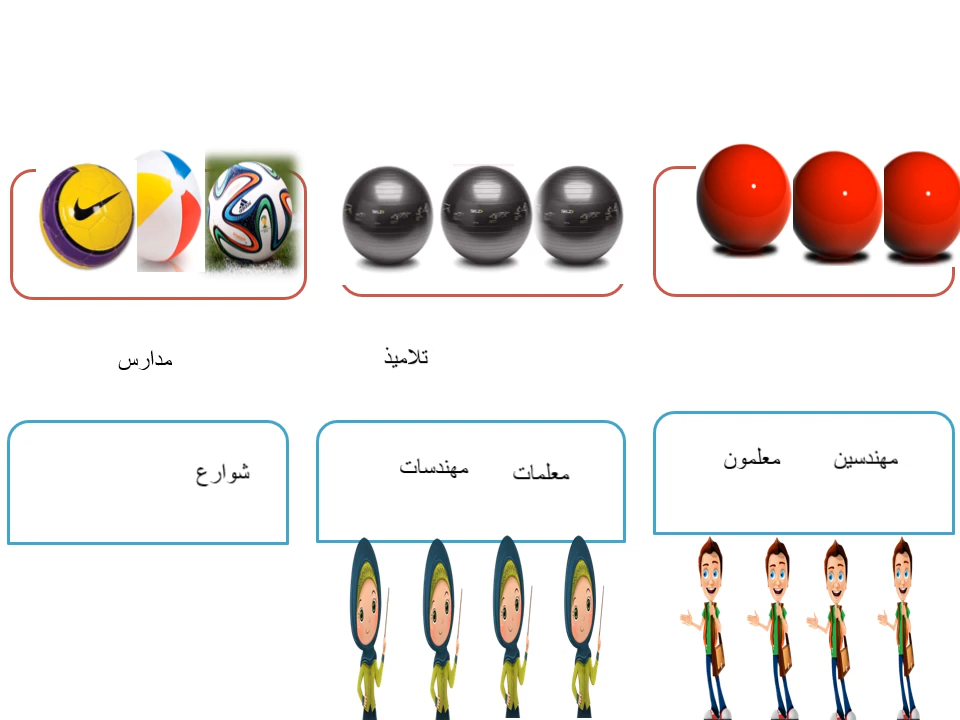 تلاميذ
مدارس
مهندسين
معلمون
معلمات
مهندسات
شوارع